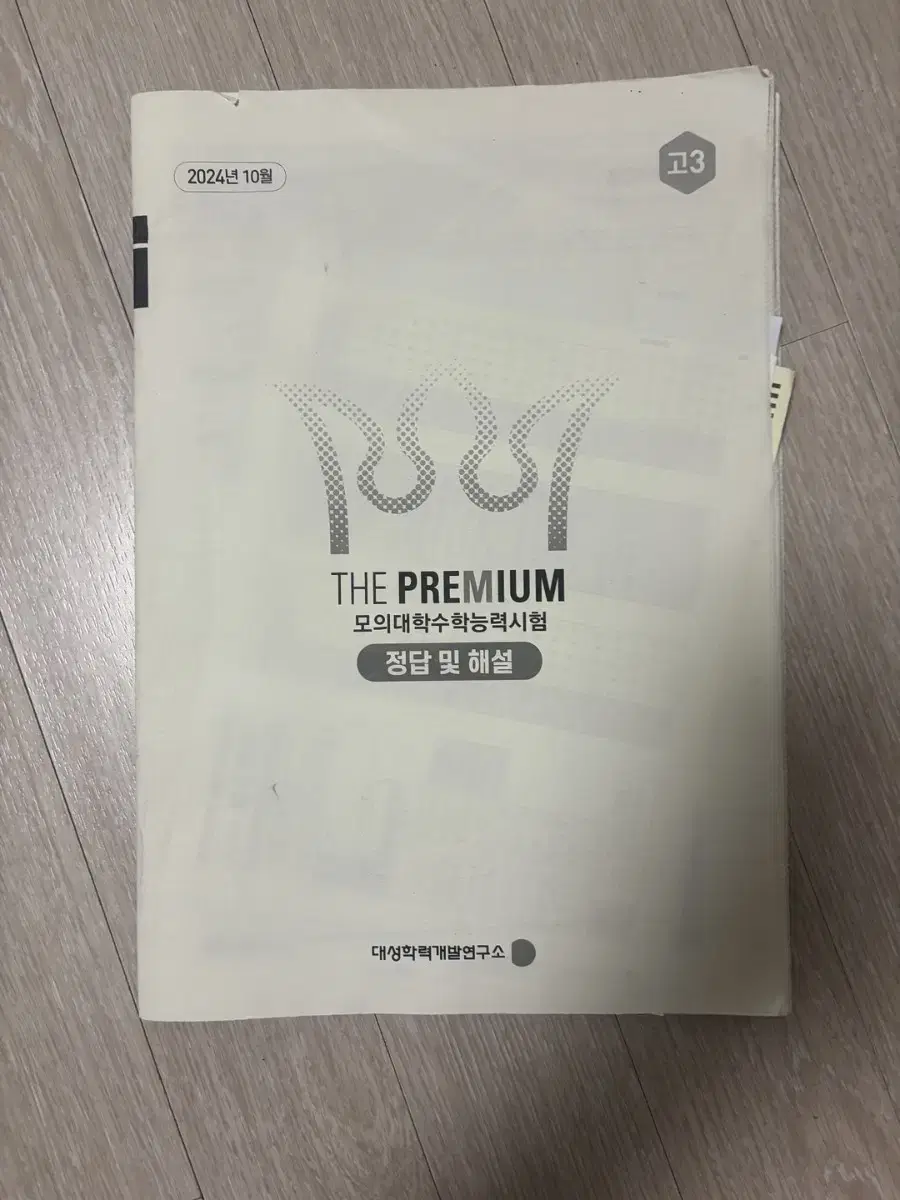 2024년 10월
고3
THE PREMIUM
모의대학수학능력시험
정답 및 해설
대성학력개발연구소